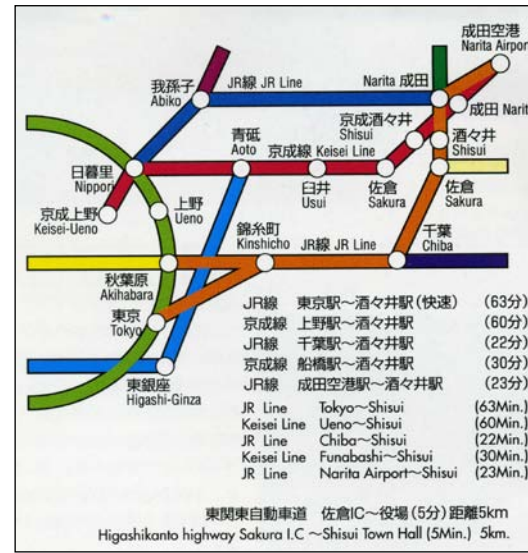 成田空港
Narita Airpor
我孫子
Abiko
JR線 JR Line
Narita 成田
成田 Narit
京成酒々井
Shisui
酒々井
Shisui
青砥
Aoto
京成線 Keisei Line
日暮里
Nippori
臼井
Usui
佐倉
Sakura
佐倉
Sakura
京成上野
Keisei-Ueno
上野
Ueno
錦糸町
Kinshicho
JR線 JR Line
千葉
Chiba
秋葉原
Akihabara
東京
Tokyo
東銀座
Higashi-Ginza
JR線 東京駅~酒々井駅(快速) (63分)
京成線 上野駅~酒々井駅 (60分)
JR線 千葉駅~酒々井駅 (22分)
京成線 船橋駅~酒々井駅 (30分)
JR線 成田空港駅~酒々井駅 (23分)
JR Line Tokyo~Shisui (63Min.)
Keisei Line Ueno~Shisui (60Min.)
JR Line Chiba~Shisui (22Min.)
Keisei Line Funabashi~Shisui (30Min.)
JR Line Narita Airport~Shisui (23Min.)
東関東自動車道 佐倉IC~役場(5分)距離5km
Higashikanto highway Sakura I.C ~Shisui Town Hall (5Min.) 5km.